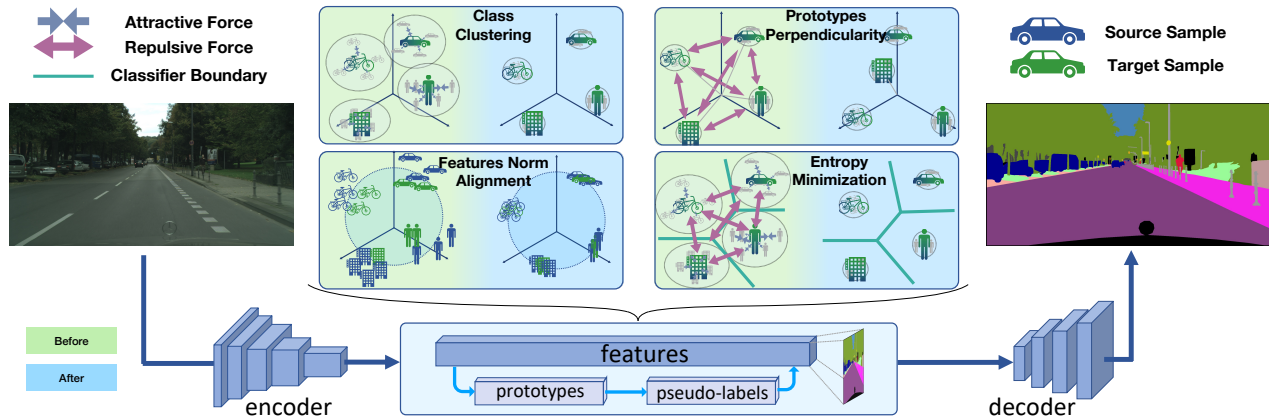 Attractive Force
Repulsive Force
Classifier Boundary
Class
Clustering
Prototypes
Perpendicularity
Source Sample
Target Sample
Features Norm
Alignment
Entropy
Minimization
Before
After
encoder
features
prototypes
pseudo-labels
decoder